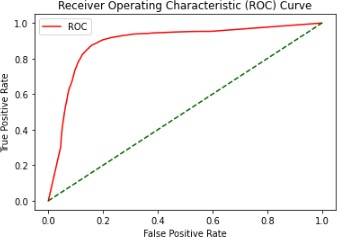 Receiver Operating Characteristic (ROC) Curve
1.0
ROC
0.8
0.6
0.4
0.2
0.0
True Positive Rate
0.0 0.2 0.4 0.6 0.8 1.0
False Positive Rate